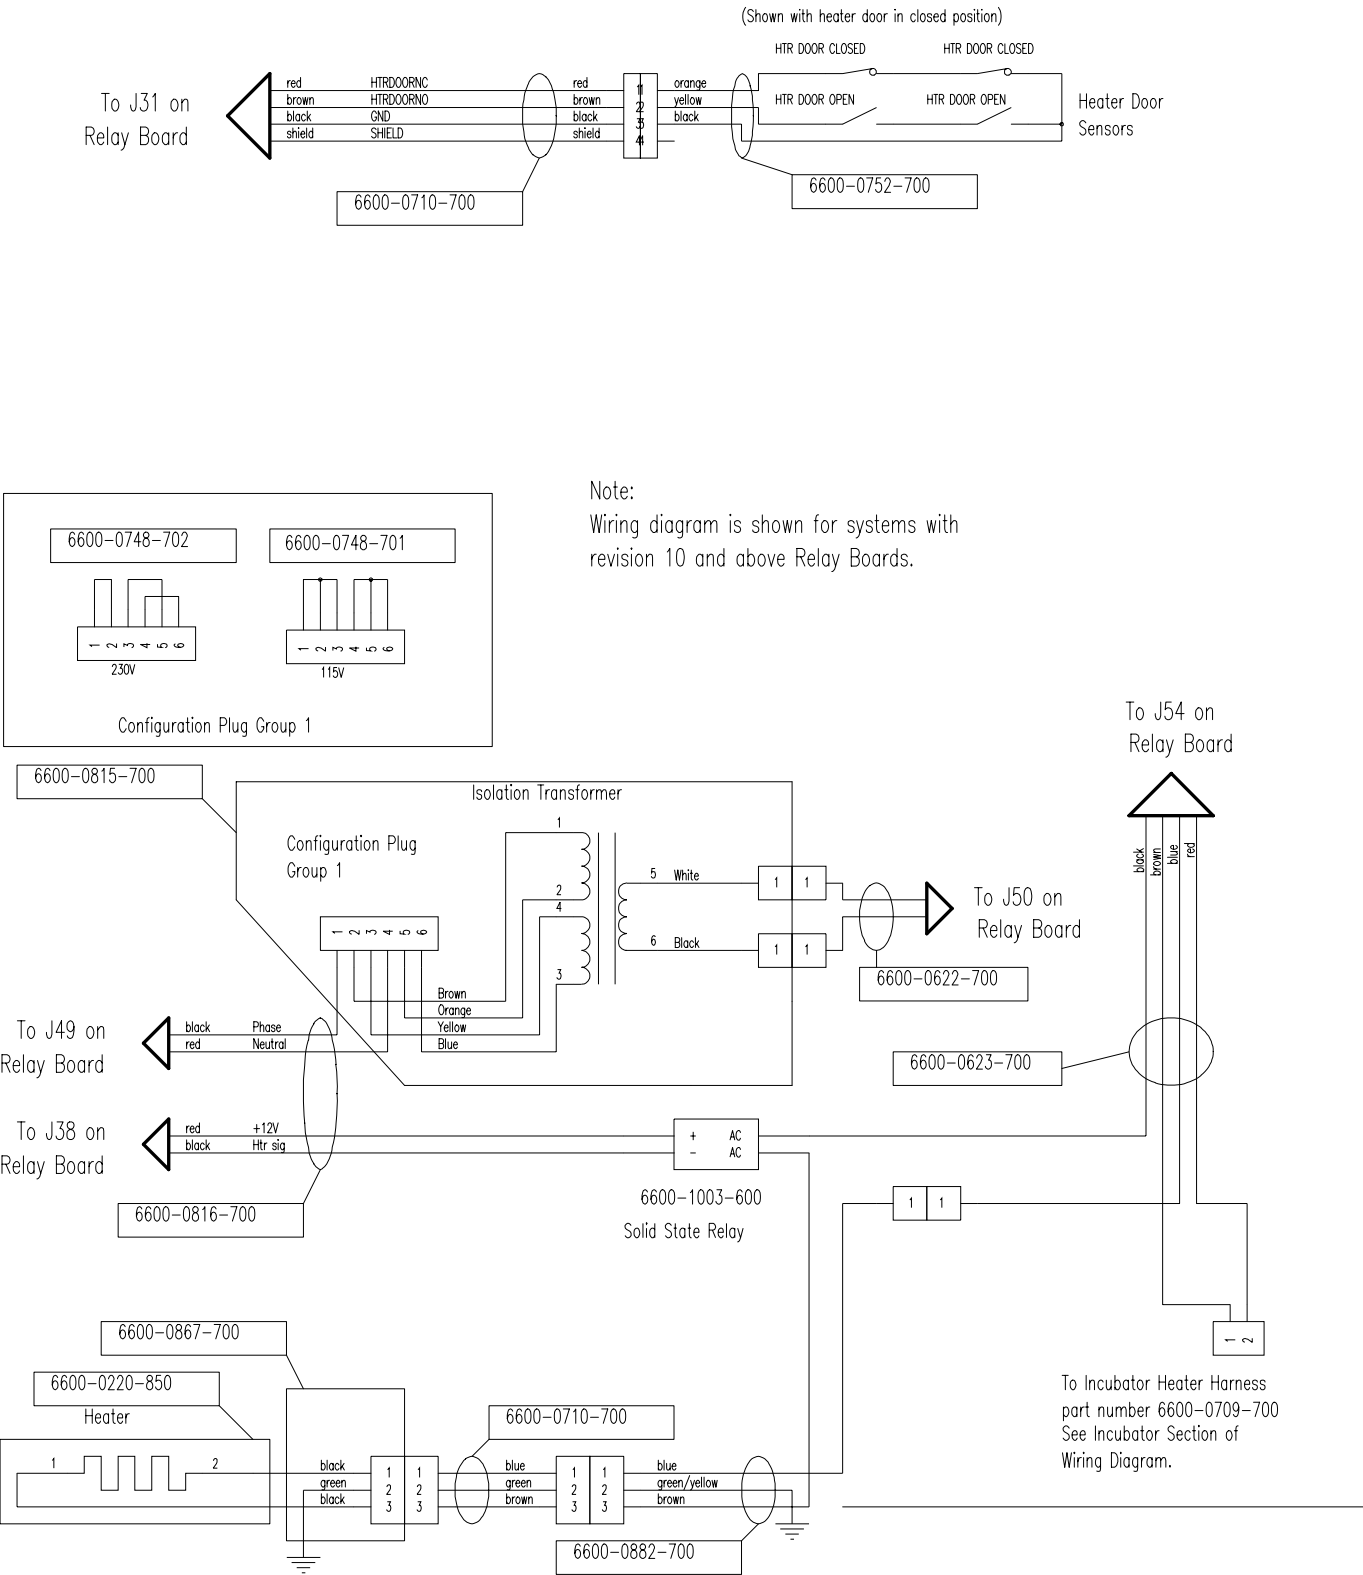 (Shown with heater door in closed position)
HTR DOOR CLOSED HTR DOOR CLOSED
To J31 on
Relay Board
red HTRDOORNC red 1 orange
brown HTRDOORNO brown 2 yellow
black GND black 3 black
shield SHIELD shield 4
HTR DOOR OPEN HTR DOOR OPEN
Heater Door
Sensors
6600-0710-700
6600-0752-700
Note:
Wiring diagram is shown for systems with
revision 10 and above Relay Boards.
6600-0748-702
6600-0748-701
1 2 3 4 5 6
230V
1 2 3 4 5 6
115V
Configuration Plug Group 1
6600-0815-700
Isolation Transformer
Configuration Plug
Group 1
1 2 3 4 5 6
1
2
4
3
5 White 1 1
6 Black 1 1
Brown
Orange
Yellow
Blue
To J50 on
Relay Board
6600-0622-700
To J54 on
Relay Board
black
brown
blue
red
6600-0623-700
To J49 on
Relay Board
black Phase
red Neutral
To J38 on
Relay Board
red +12V
black Htr sig
6600-0816-700
+ AC
- AC
6600-1003-600
Solid State Relay
1 1
1 2
To Incubator Heater Harness
part number 6600-0709-700
See Incubator Section of
Wiring Diagram.
6600-0867-700
6600-0220-850
Heater
1 2
6600-0710-700
black 1 1 blue 1 1 blue
green 2 2 green 2 2 green/yellow
black 3 3 brown 3 3 brown
6600-0882-700